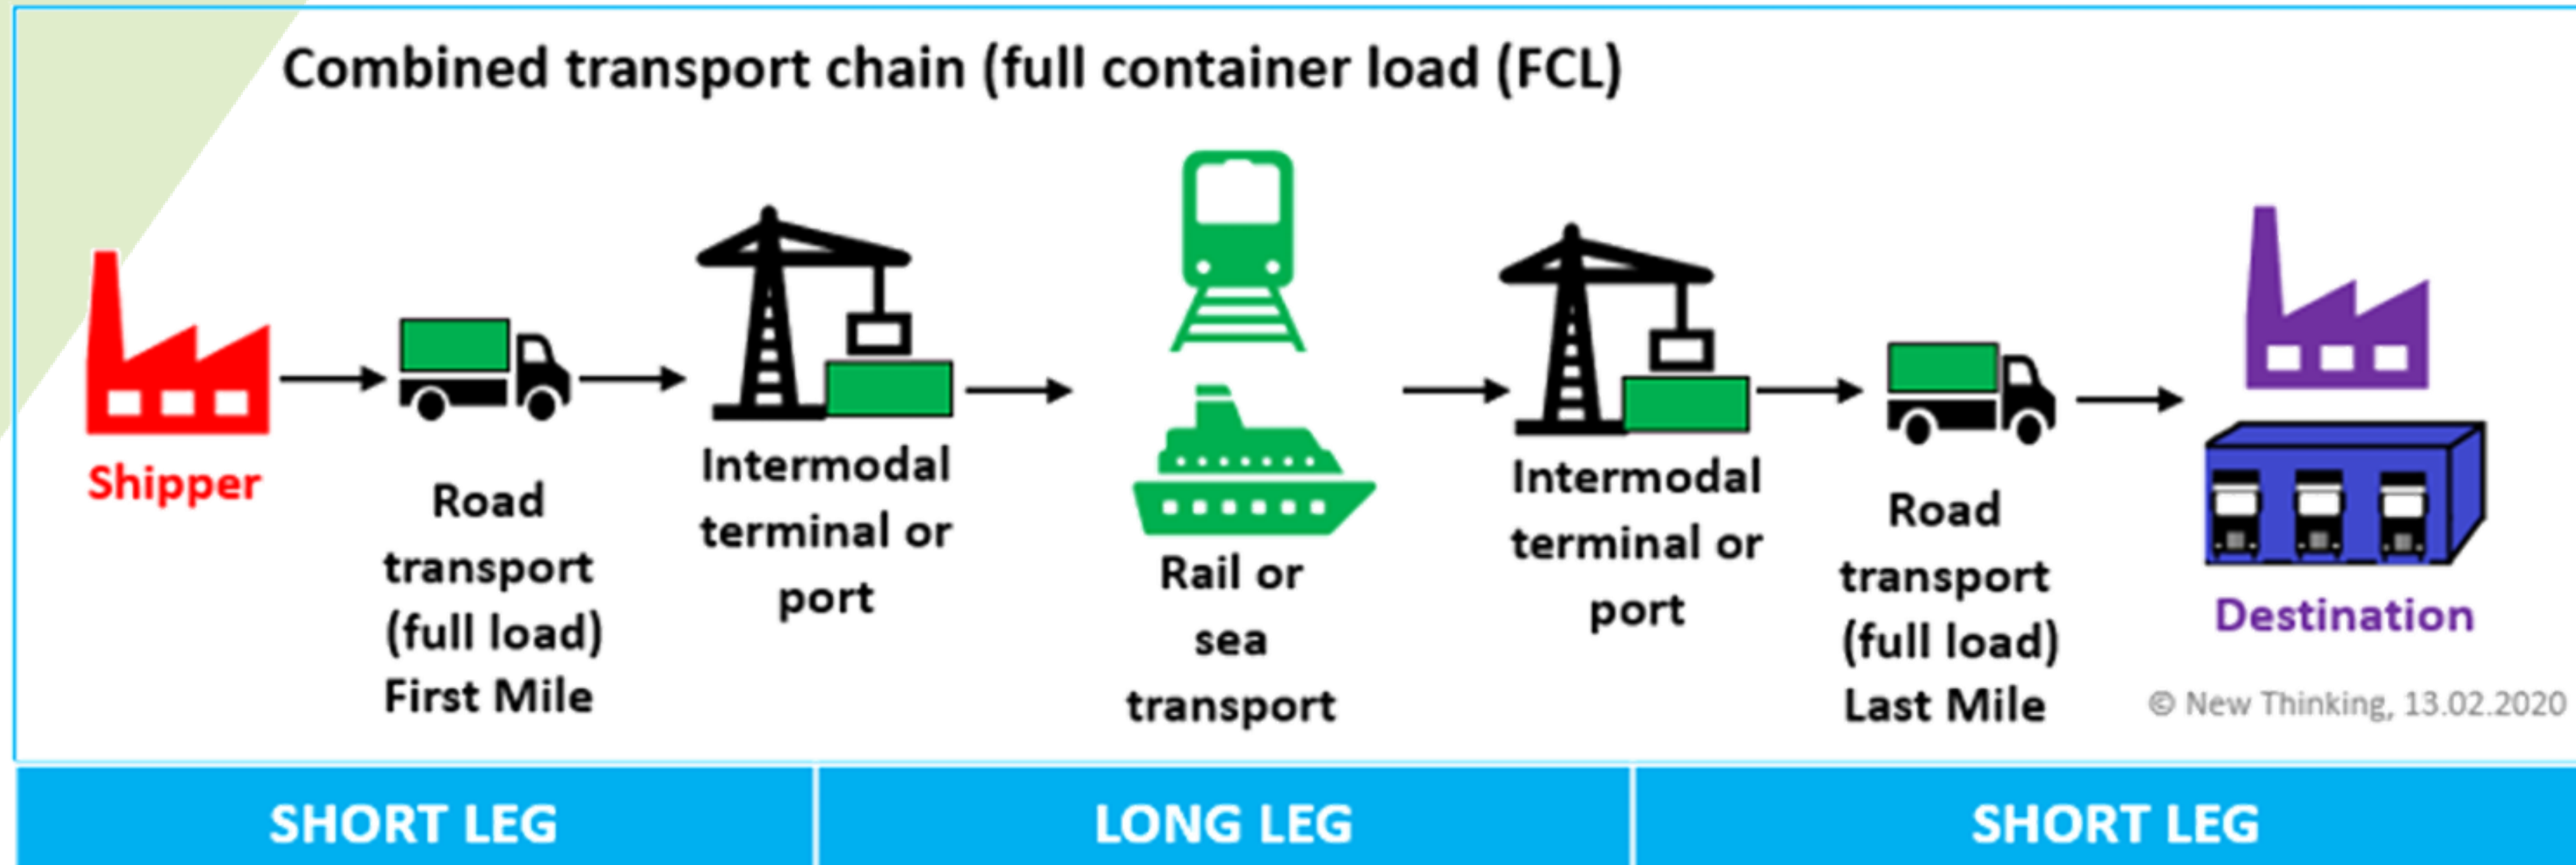 Combined transport chain (full container load (FCL)
Shipper
Road
transport
(full load)
First Mile
Intermodal
terminal or
port
Rail or
sea
transport
Intermodal
terminal or
port
Road
transport
(full load)
Last Mile
Destination
© New Thinking, 13.02.2020
SHORT LEG
LONG LEG
SHORT LEG